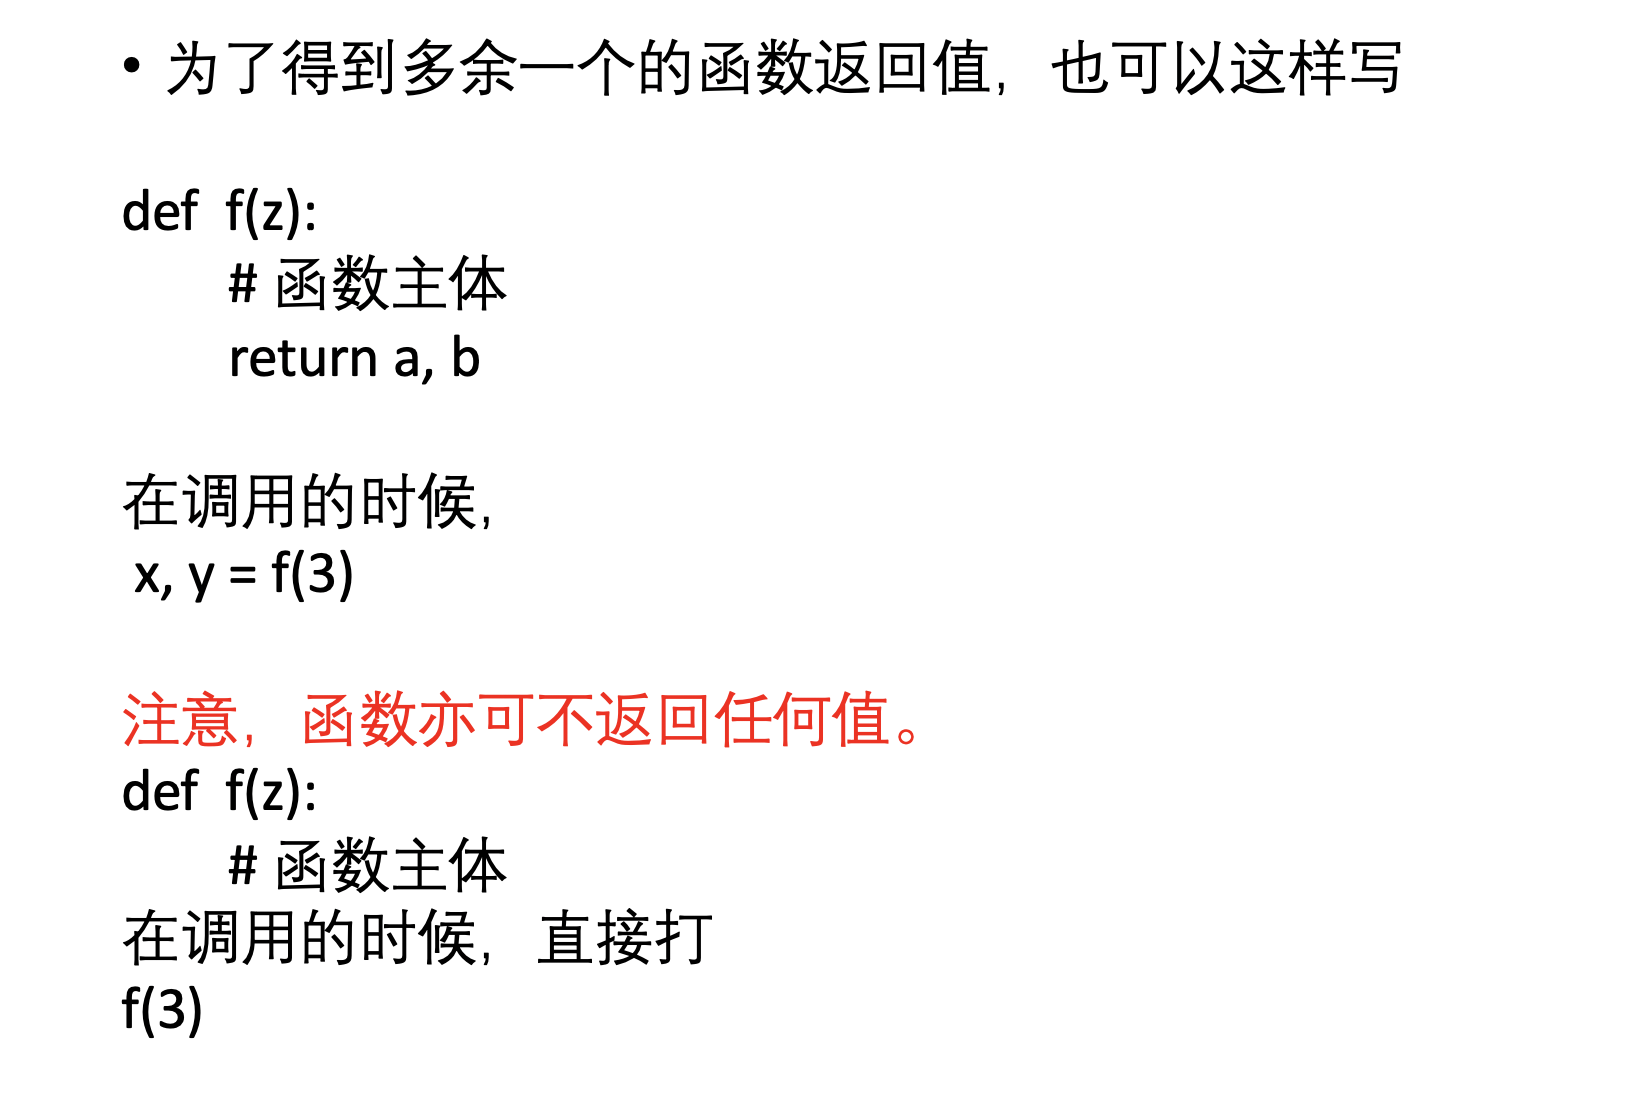 • 为了得到多余一个的函数返回值，也可以这样写
def f(z):
# 函数主体
return a, b
在调用的时候，
x, y = f(3)
注意，函数亦可不返回任何值。
def f(z):
# 函数主体
在调用的时候，直接打
f(3)